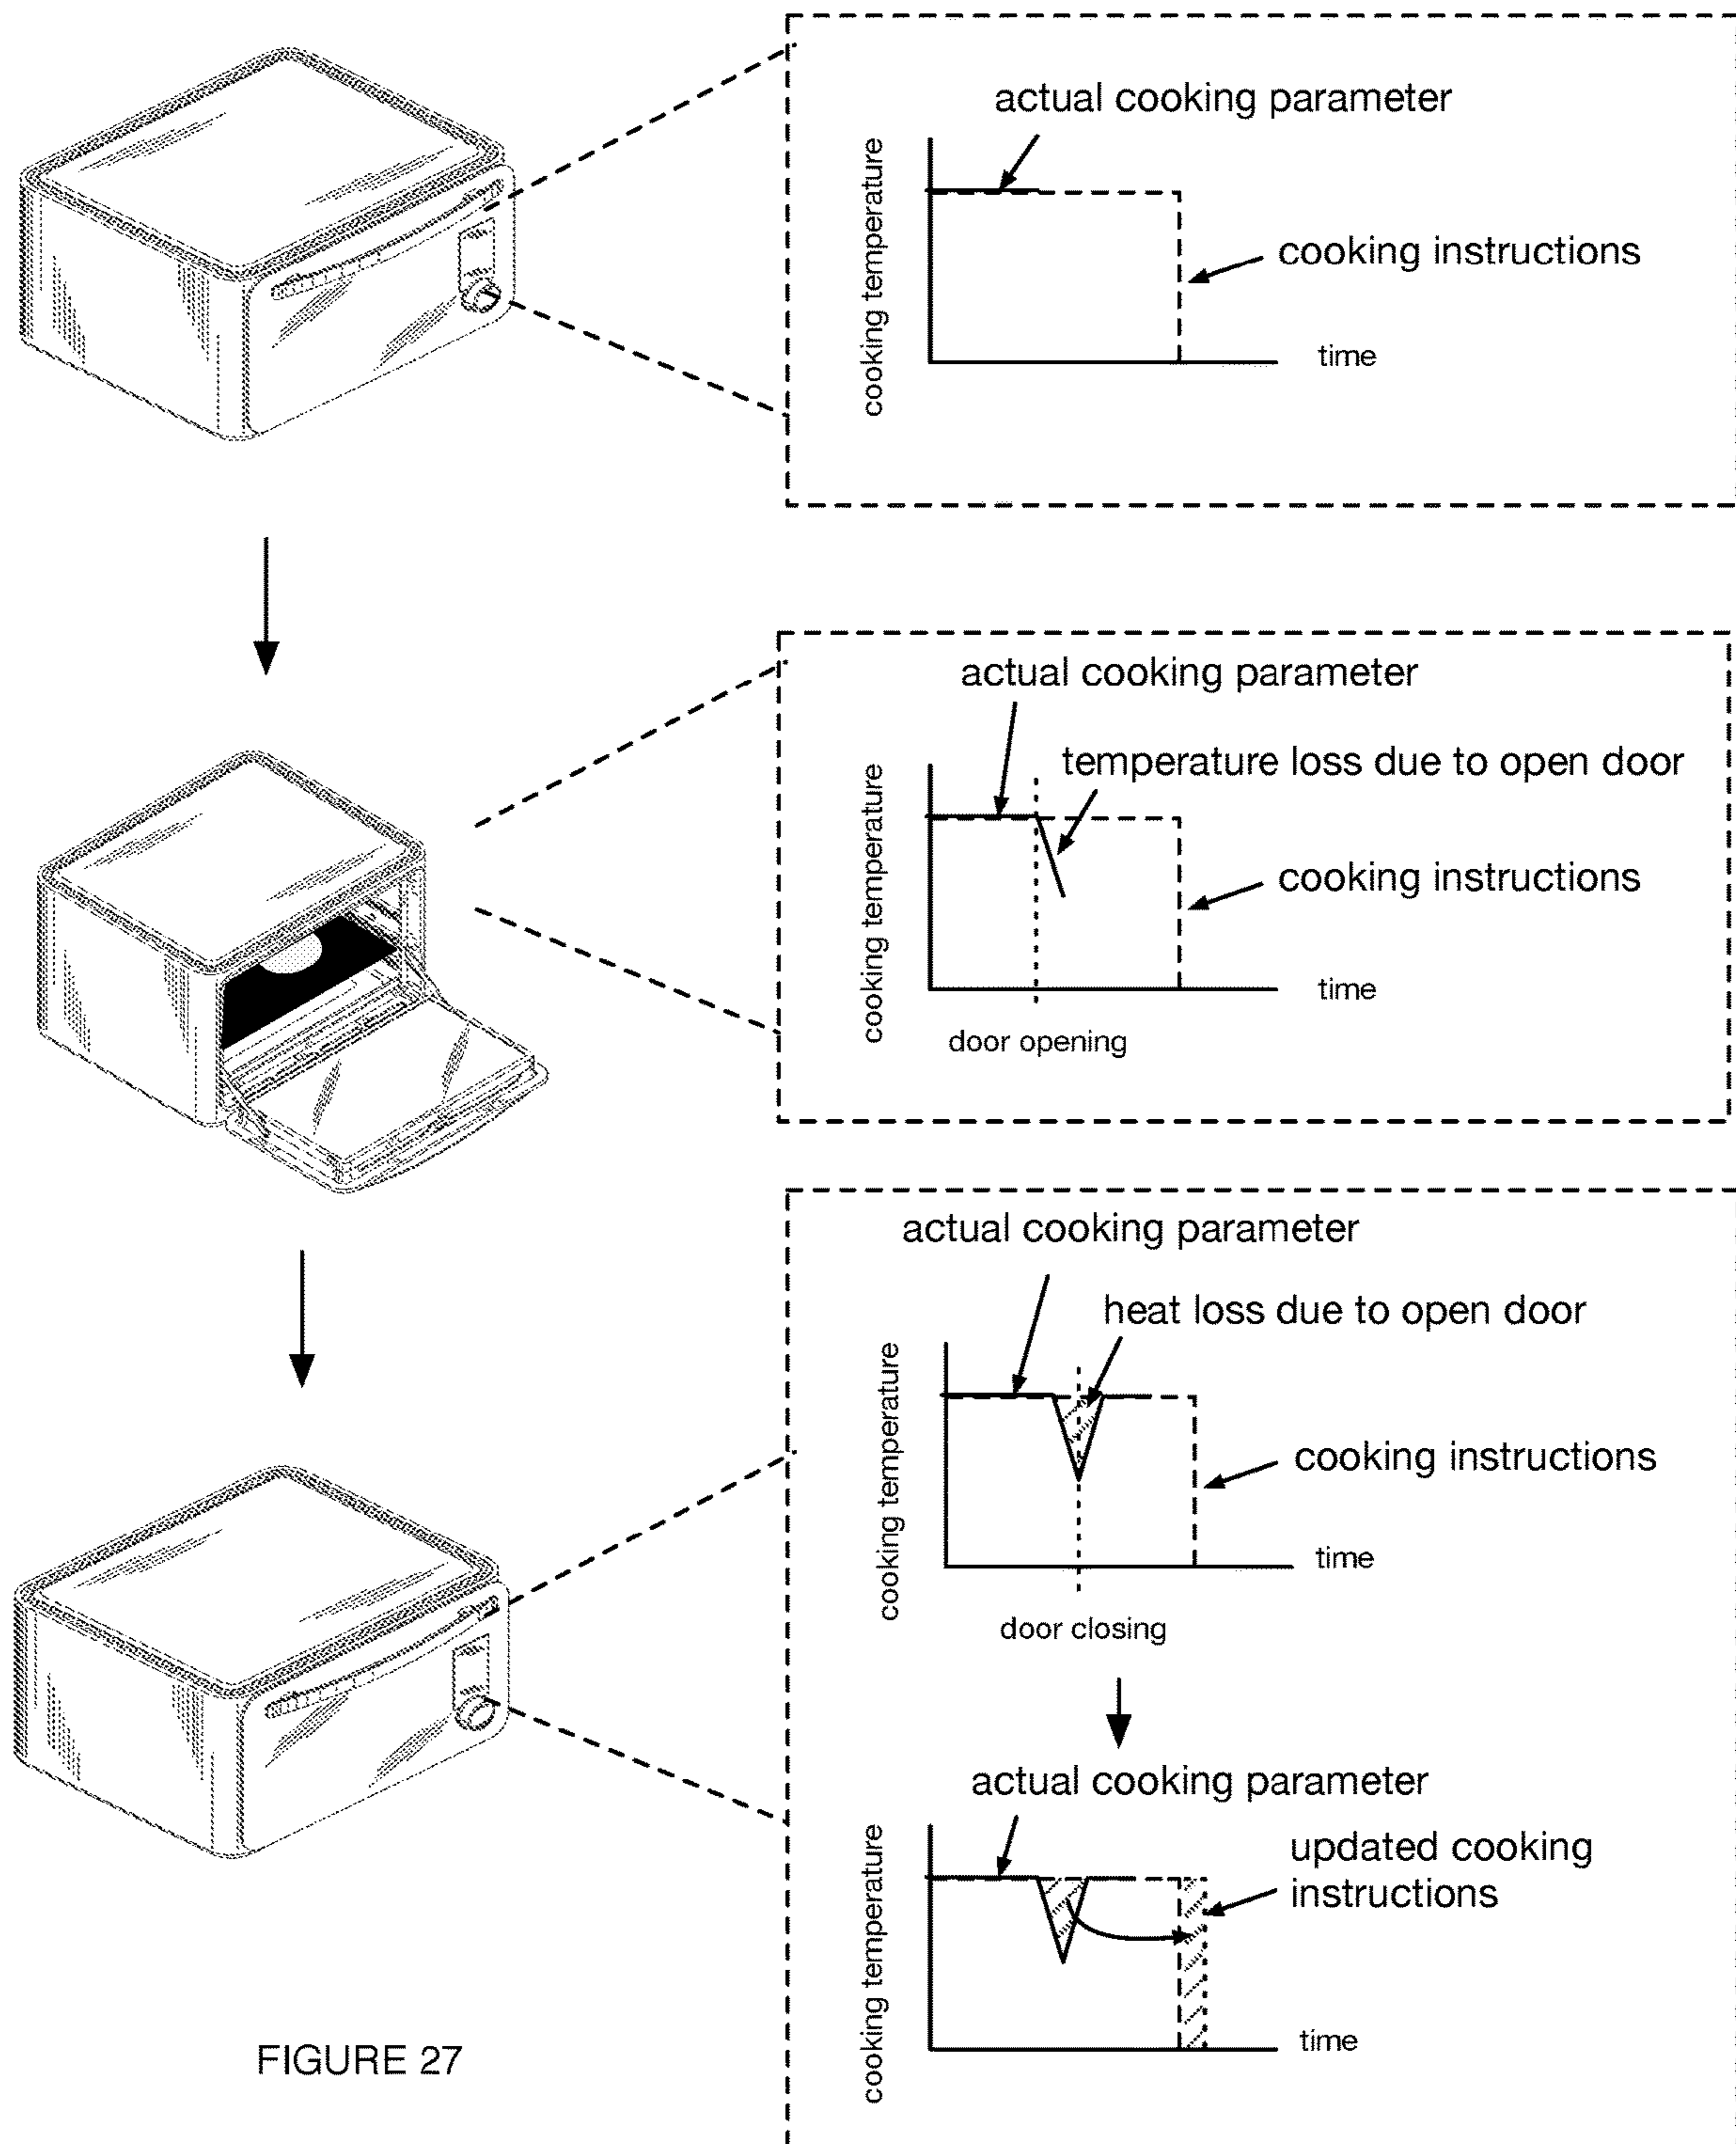 actual cooking parameter
cooking temperature
cooking instructions
time
actual cooking parameter
temperature loss due to open door
cooking temperature
cooking instructions
time
door opening
actual cooking parameter
heat loss due to open door
cooking temperature
cooking instructions
time
door closing
actual cooking parameter
updated cooking
instructions
cooking temperature
time
FIGURE 27